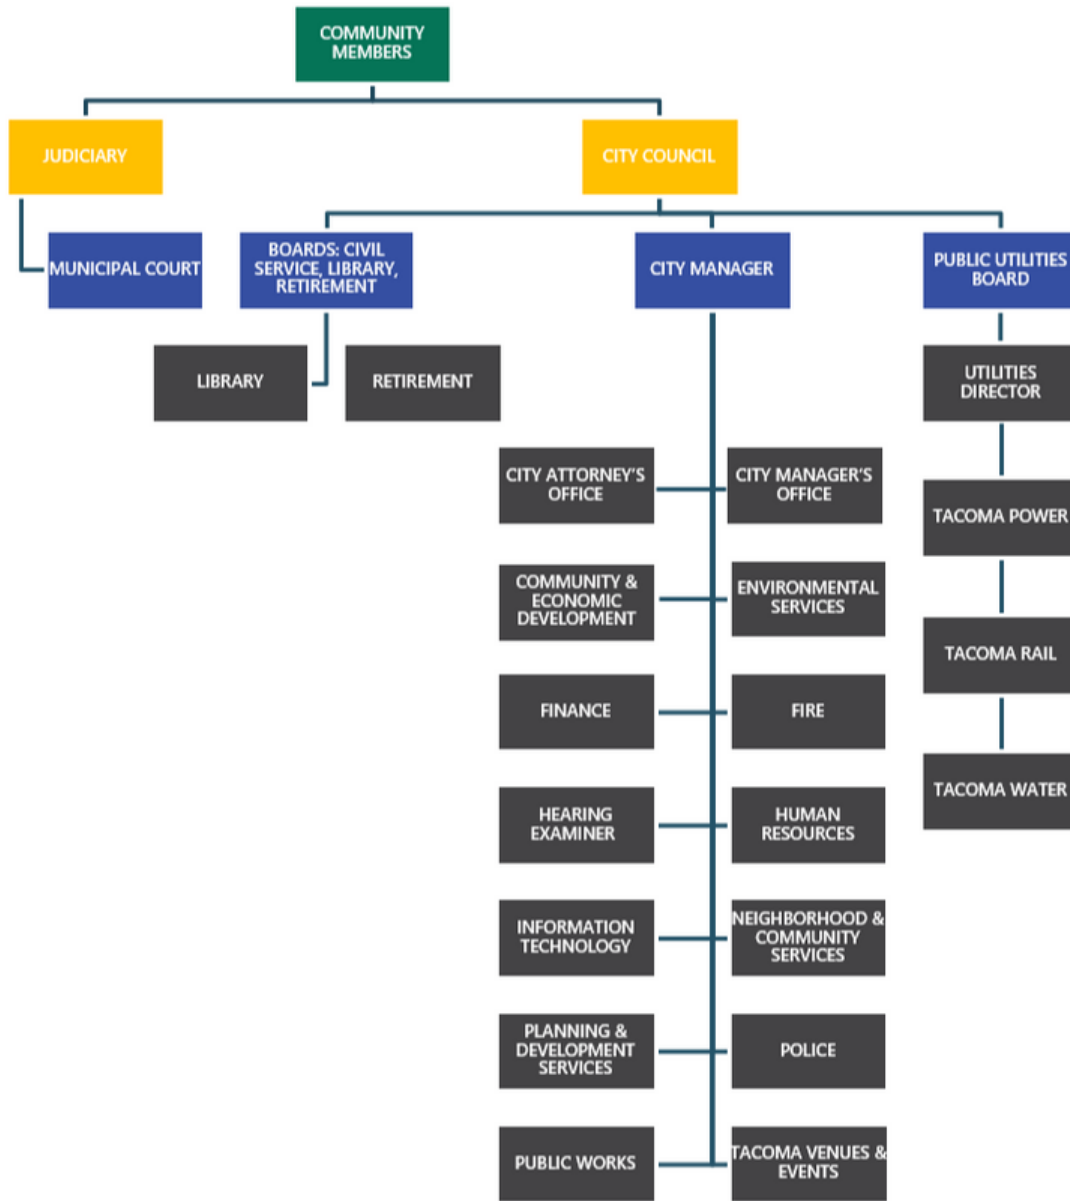 COMMUNITY
MEMBERS
JUDICIARY
CITY COUNCIL
MUNICIPAL COURT
BOARDS: CIVIL
SERVICE, LIBRARY,
RETIREMENT
CITY MANAGER
PUBLIC UTILITIES
BOARD
LIBRARY
RETIREMENT
UTILITIES
DIRECTOR
CITY ATTORNEY'S
OFFICE
CITY MANAGER'S
OFFICE
TACOMA POWER
COMMUNITY &
ECONOMIC
DEVELOPMENT
ENVIRONMENTAL
SERVICES
TACOMA RAIL
FINANCE
FIRE
TACOMA WATER
HEARING
EXAMINER
HUMAN
RESOURCES
INFORMATION
TECHNOLOGY
NEIGHBORHOOD &
COMMUNITY
SERVICES
PLANNING &
DEVELOPMENT
SERVICES
POLICE
PUBLIC WORKS
TACOMA VENUES &
EVENTS